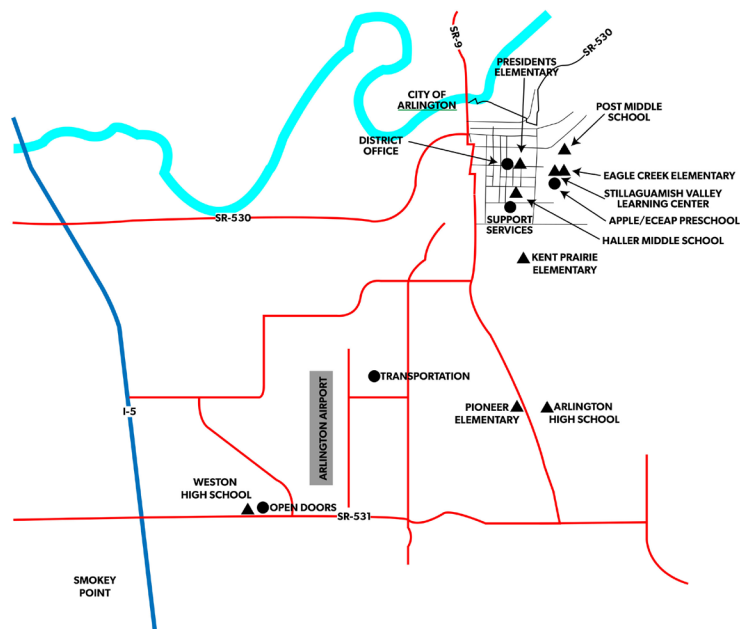 SR-9
SR-530
PRESIDENTS
ELEMENTARY
CITY OF
ARLINGTON
POST MIDDLE
SCHOOL
DISTRICT
OFFICE
EAGLE CREEK ELEMENTARY
STILLAGUAMISH VALLEY
LEARNING CENTER
APPLE/ECEAP PRESCHOOL
SR-530
SUPPORT
SERVICES
HALLER MIDDLE SCHOOL
KENT PRAIRIE
ELEMENTARY
TRANSPORTATION
ARLINGTON AIRPORT
I-5
PIONEER
ELEMENTARY
ARLINGTON
HIGH SCHOOL
WESTON
HIGH SCHOOL
OPEN DOORS
SR-531
SMOKEY
POINT